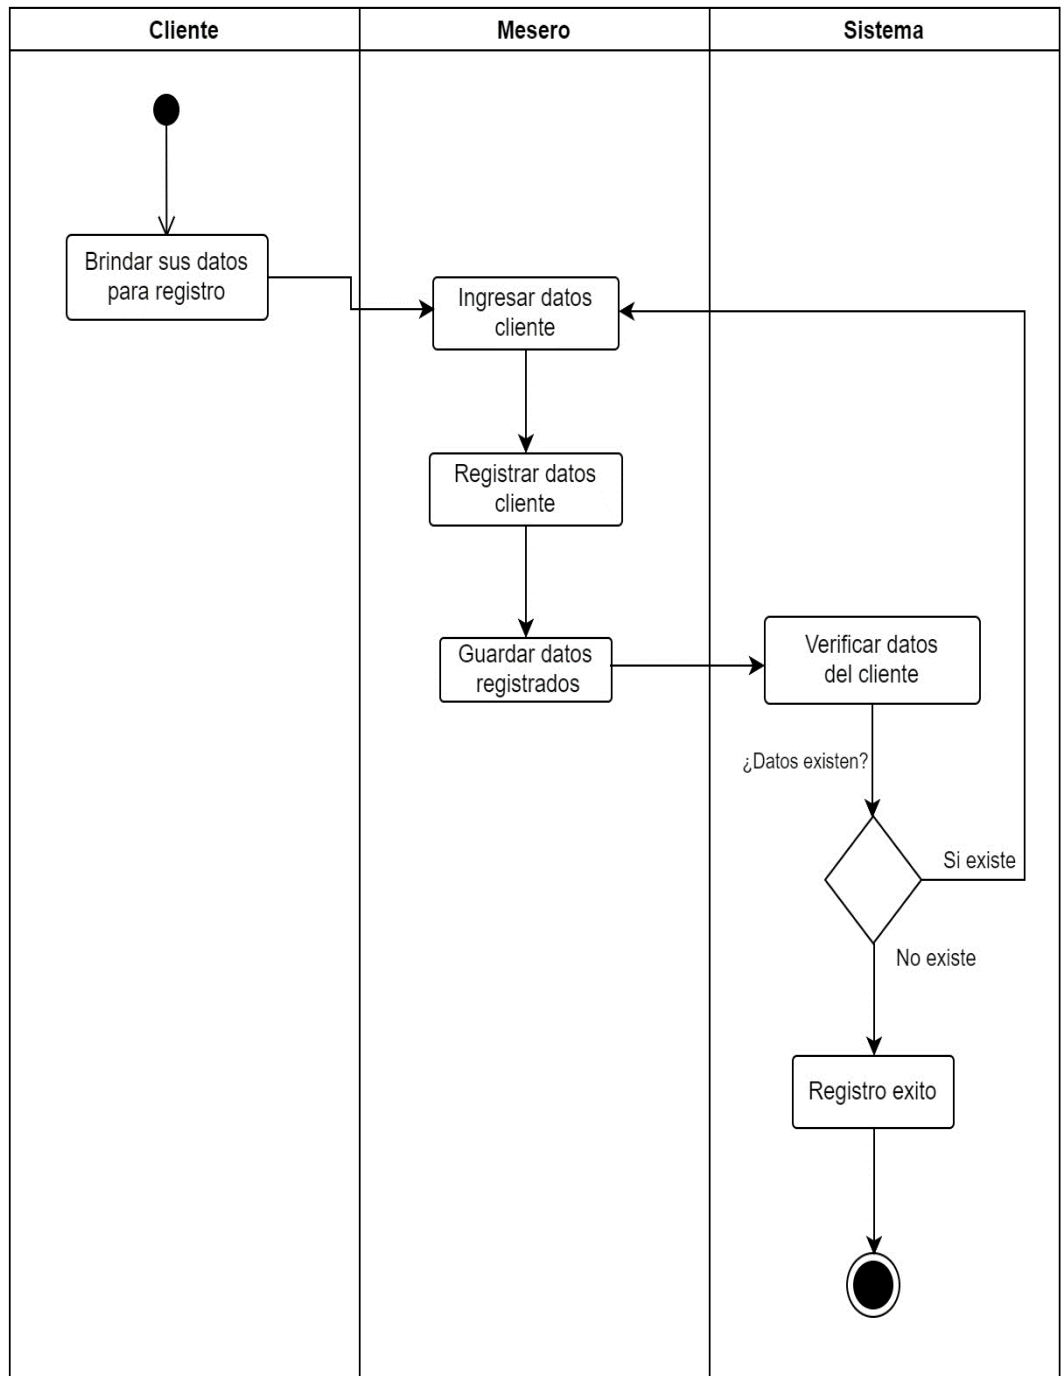 Cliente
Mesero
Sistema
Brindar sus datos
para registro
Ingresar datos
cliente
Registrar datos
cliente
Guardar datos
registrados
Verificar datos
del cliente
¿Datos existen?
Si existe
No existe
Registro exito